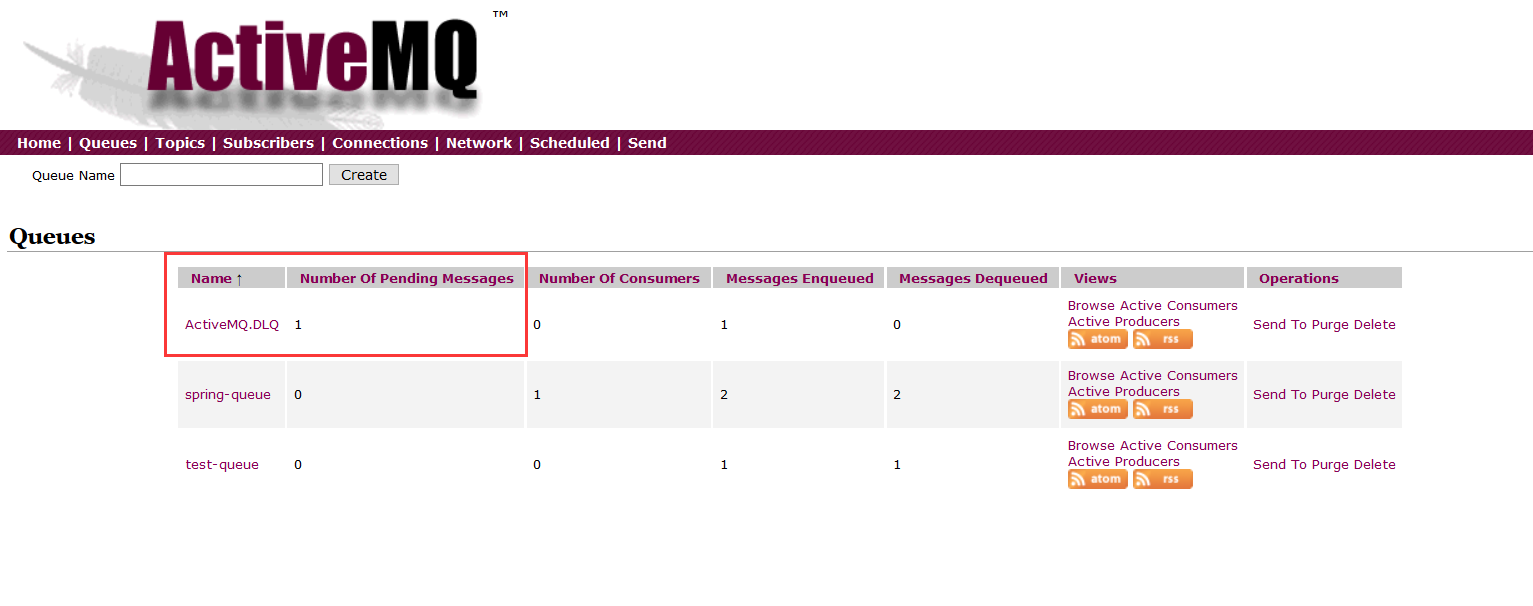 ActiveMQ™
Home | Queues | Topics | Subscribers | Connections | Network | Scheduled | Send
Queue Name Create
Queues
Name ↑ Number Of Pending Messages Number Of Consumers Messages Enqueued Messages Dequeued Views Operations
Browse Active Consumers
ActiveMQ.DLQ 1 0 1 0 Active Producers Send To Purge Delete
atom rss
Browse Active Consumers
spring-queue 0 1 2 2 Active Producers Send To Purge Delete
atom rss
Browse Active Consumers
test-queue 0 0 1 1 Active Producers Send To Purge Delete
atom rss